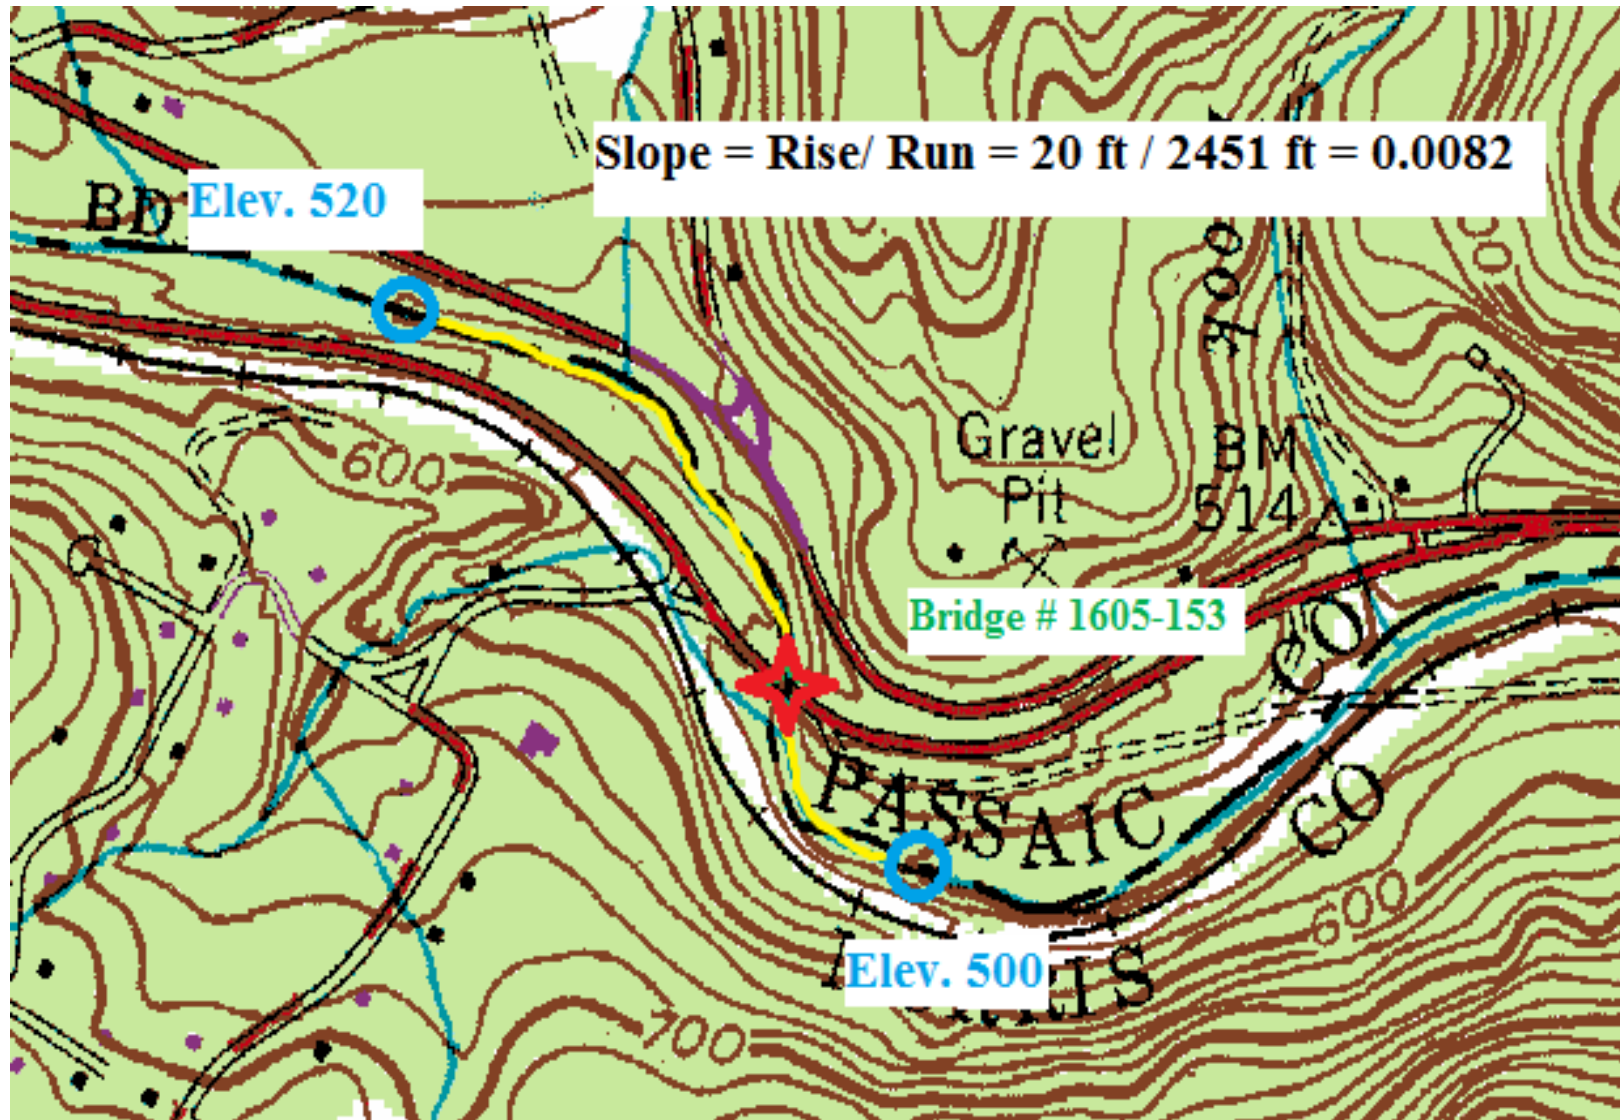 Slope = Rise/ Run = 20 ft / 2451 ft = 0.0082
BD
Elev. 520
Gravel
Pit
BM
514
600
Bridge # 1605-153
CO
PASSAIC
CO
600
Elev. 500
700